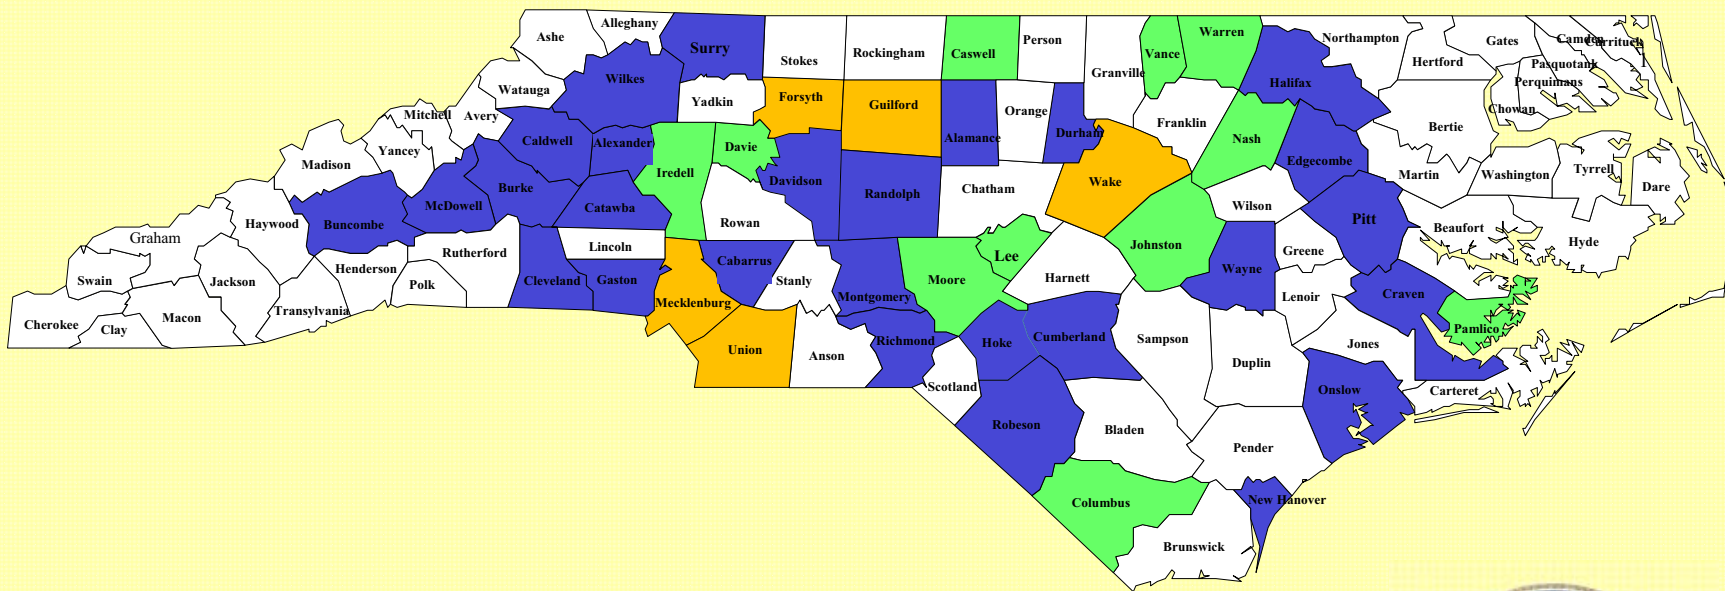 Alleghany
Ashe
Surry
Stokes
Rockingham
Caswell
Person
Granville
Vance
Warren
Northampton
Gates
Camden
Currituck
Hertford
Pasquotank
Perquimans
Chowan
Halifax
Wilkes
Watauga
Yadkin
Forsyth
Guilford
Alamance
Orange
Durham
Franklin
Nash
Bertie
Mitchell
Avery
Caldwell
Alexander
Iredell
Davie
Davidson
Randolph
Chatham
Wake
Edgecombe
Martin
Washington
Tyrrell
Dare
Madison
Yancey
McDowell
Burke
Catawba
Rowan
Wilson
Pitt
Beaufort
Hyde
Haywood
Buncombe
Graham
Swain
Jackson
Henderson
Rutherford
Polk
Cleveland
Lincoln
Gaston
Cabarrus
Stanly
Montgomery
Moore
Lee
Harnett
Johnston
Wayne
Greene
Lenoir
Craven
Pamlico
Cherokee
Clay
Macon
Transylvania
Mecklenburg
Union
Anson
Richmond
Scotland
Hoke
Cumberland
Sampson
Duplin
Jones
Onslow
Carteret
Robeson
Bladen
Pender
Columbus
New Hanover
Brunswick